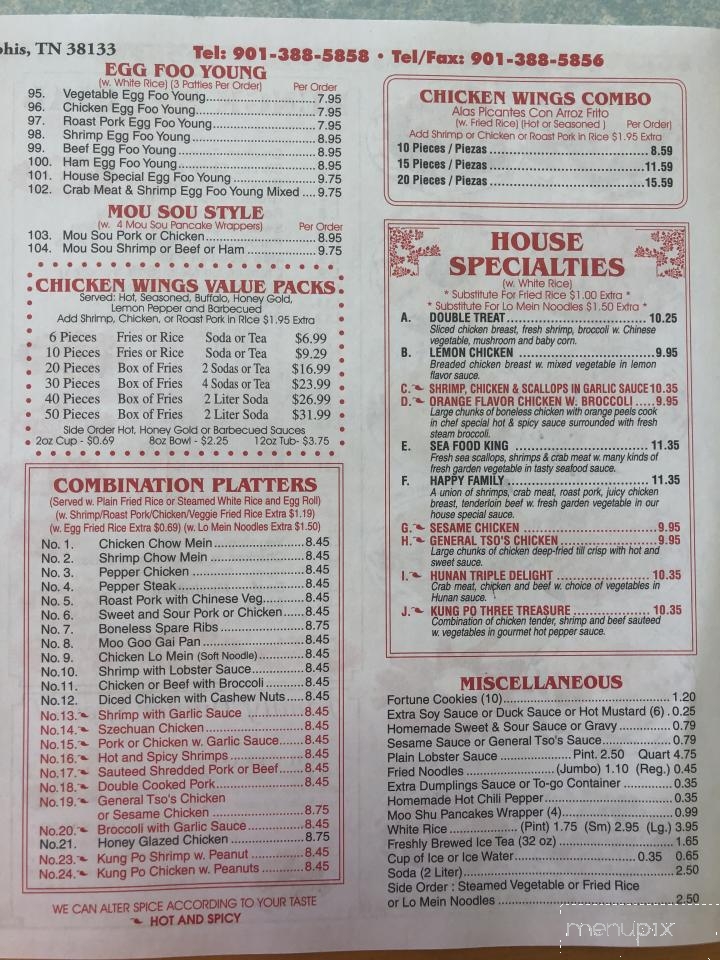 ohis, TN 38133
Tel: 901-388-5858 • Tel/Fax: 901-388-5856
EGG FOO YOUNG
(w. White Rice) (3 Patties Per Order) Per Order
95. Vegetable Egg Foo Young 7.95
96. Chicken Egg Foo Young 7.95
97. Roast Pork Egg Foo Young 7.95
98. Shrimp Egg Foo Young 8.95
99. Beef Egg Foo Young 8.95
100. Ham Egg Foo Young 8.95
101. House Special Egg Foo Young 9.75
102. Crab Meat & Shrimp Egg Foo Young Mixed 9.75
MOU SOU STYLE
(w. 4 Mou Sou Pancake Wrappers) Per Order
103. Mou Sou Pork or Chicken 8.95
104. Mou Sou Shrimp or Beef or Ham 9.75
CHICKEN WINGS VALUE PACKS
Served: Hot, Seasoned, Buffalo, Honey Gold,
Lemon Pepper and Barbecued
Add Shrimp, Chicken, or Roast Pork in Rice $1.95 Extra
6 Pieces Fries or Rice Soda or Tea $6.99
10 Pieces Fries or Rice Soda or Tea $9.29
20 Pieces Box of Fries 2 Sodas or Tea $16.99
30 Pieces Box of Fries 4 Sodas or Tea $23.99
40 Pieces Box of Fries 2 Liter Soda $26.99
50 Pieces Box of Fries 2 Liter Soda $31.99
Side Order Hot, Honey Gold or Barbecued Sauces
2oz Cup - $0.69 8oz Bowl - $2.25 12oz Tub- $3.75
COMBINATION PLATTERS
(Served w. Plain Fried Rice or Steamed White Rice and Egg Roll)
(w. Shrimp/Roast Pork/Chicken/Veggie Fried Rice Extra $1.19)
(w. Egg Fried Rice Extra $0.69) (w. Lo Mein Noodles Extra $1.50)
No. 1. Chicken Chow Mein 8.45
No. 2. Shrimp Chow Mein 8.45
No. 3. Pepper Chicken 8.45
No. 4. Pepper Steak 8.45
No. 5. Roast Pork with Chinese Veg 8.45
No. 6. Sweet and Sour Pork or Chicken 8.45
No. 7. Boneless Spare Ribs 8.75
No. 8. Moo Goo Gai Pan 8.45
No. 9. Chicken Lo Mein (Soft Noodle) 8.45
No.10. Shrimp with Lobster Sauce 8.45
No.11. Chicken or Beef with Broccoli 8.45
No.12. Diced Chicken with Cashew Nuts 8.45
No.13. Shrimp with Garlic Sauce 8.45
No.14. Szechuan Chicken 8.45
No.15. Pork or Chicken w. Garlic Sauce 8.45
No.16. Hot and Spicy Shrimps 8.45
No.17. Sauteed Shredded Pork or Beef 8.45
No.18. Double Cooked Pork 8.45
No.19. General Tso's Chicken
or Sesame Chicken 8.75
No.20. Broccoli with Garlic Sauce 8.45
No.21. Honey Glazed Chicken 8.75
No.23. Kung Po Shrimp w. Peanut 8.45
No.24. Kung Po Chicken w. Peanuts 8.45
WE CAN ALTER SPICE ACCORDING TO YOUR TASTE
HOT AND SPICY
CHICKEN WINGS COMBO
Alas Picantes Con Arroz Frito
(w. Fried Rice) (Hot or Seasoned ) Per Order)
Add Shrimp or Chicken or Roast Pork in Rice $1.95 Extra
10 Pieces / Piezas 8.59
15 Pieces / Piezas 11.59
20 Pieces / Piezas 15.59
HOUSE
SPECIALTIES
(w. White Rice)
* Substitute For Fried Rice $1.00 Extra *
* Substitute For Lo Mein Noodles $1.50 Extra *
A. DOUBLE TREAT 10.25
Sliced chicken breast, fresh shrimp, broccoli w. Chinese
vegetable, mushroom and baby corn.
B. LEMON CHICKEN 9.95
Breaded chicken breast w. mixed vegetable in lemon
flavor sauce.
C. SHRIMP, CHICKEN & SCALLOPS IN GARLIC SAUCE 10.35
D. ORANGE FLAVOR CHICKEN W. BROCCOLI 9.95
Large chunks of boneless chicken with orange peels cook
in chef special hot & spicy sauce surrounded with fresh
steam broccoli.
E. SEA FOOD KING 11.35
Fresh sea scallops, shrimps & crab meat w. many kinds of
fresh garden vegetable in tasty seafood sauce.
F. HAPPY FAMILY 11.35
A union of shrimps, crab meat, roast pork, juicy chicken
breast, tenderloin beef w. fresh garden vegetable in our
house special sauce.
G. SESAME CHICKEN 9.95
H. GENERAL TSO'S CHICKEN 9.95
Large chunks of chicken deep-fried till crisp with hot and
sweet sauce.
I. HUNAN TRIPLE DELIGHT 10.35
Crab meat, chicken and beef w. choice of vegetables in
Hunan sauce.
J. KUNG PO THREE TREASURE 10.35
Combination of chicken tender, shrimp and beef sauteed
w. vegetables in gourmet hot pepper sauce.
MISCELLANEOUS
Fortune Cookies (10) 1.20
Extra Soy Sauce or Duck Sauce or Hot Mustard (6) 0.25
Homemade Sweet & Sour Sauce or Gravy 0.79
Sesame Sauce or General Tso's Sauce 0.79
Plain Lobster Sauce Pint. 2.50 Quart 4.75
Fried Noodles (Jumbo) 1.10 (Reg.) 0.45
Extra Dumplings Sauce or To-go Container 0.35
Homemade Hot Chili Pepper 0.35
Moo Shu Pancakes Wrapper (4) 0.99
White Rice (Pint) 1.75 (Sm) 2.95 (Lg.) 3.95
Freshly Brewed Ice Tea (32 oz) 1.65
Cup of Ice or Ice Water 0.35 0.65
Soda (2 Liter) 2.50
Side Order : Steamed Vegetable or Fried Rice
or Lo Mein Noodles 2.50
menupix